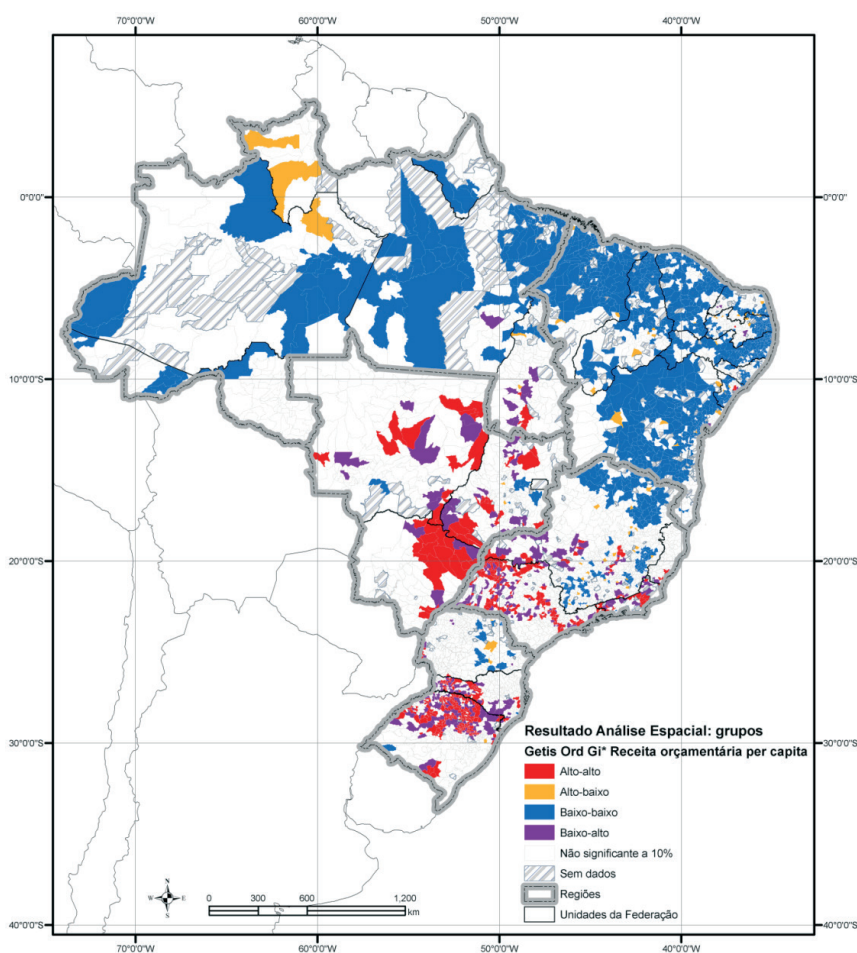 70°0'0"W 60°0'0"W 50°0'0"W 40°0'0"W
0°0'0" 0°0'0"
10°0'0"S 10°0'0"S
20°0'0"S 20°0'0"S
30°0'0"S 30°0'0"S
40°0'0"S 40°0'0"S
Resultado Análise Espacial: grupos
Getis Ord Gi* Receita orçamentária per capita
Alto-alto
Alto-baixo
Baixo-baixo
Baixo-alto
Não significante a 10%
Sem dados
Regiões
Unidades da Federação
N
W E
S
0 300 600 1,200
km
70°0'0"W 60°0'0"W 50°0'0"W 40°0'0"W